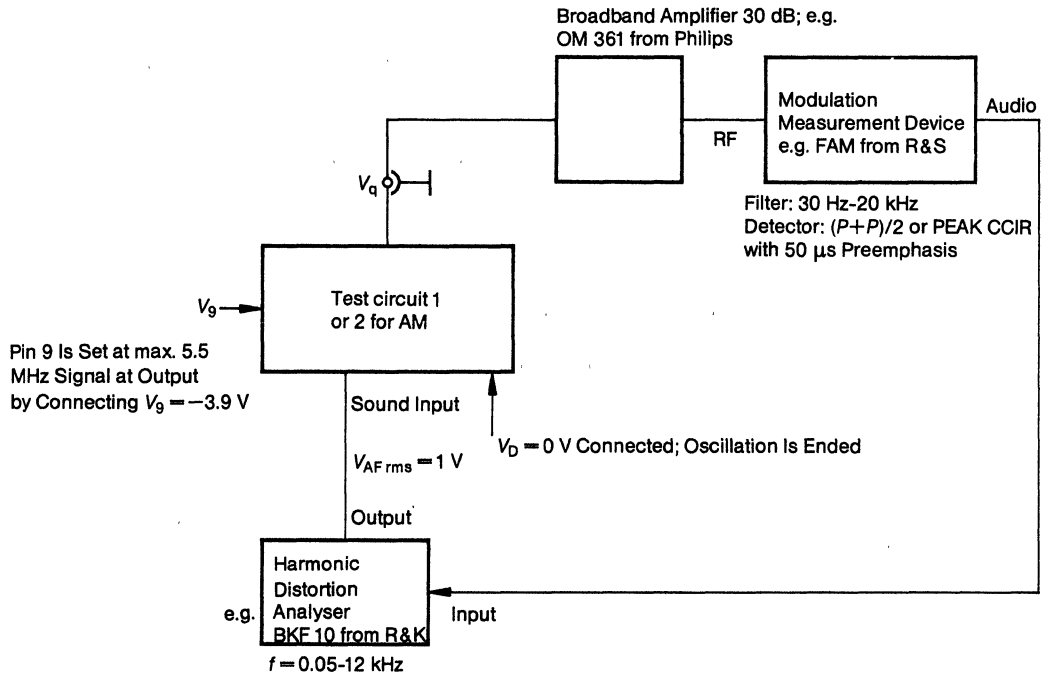 Broadband Amplifier 30 dB; e.g.
OM 361 from Philips
Modulation
Measurement Device
e.g. FAM from R&S
Audio
RF
Vq
Filter: 30 Hz-20 kHz
Detector: (P+P)/2 or PEAK CCIR
with 50 μs Preemphasis
Test circuit 1
or 2 for AM
V9
Pin 9 Is Set at max. 5.5
MHz Signal at Output
by Connecting V9 = −3.9 V
Sound Input
VD = 0 V Connected; Oscillation Is Ended
VAF rms = 1 V
Output
Harmonic
Distortion
Analyser
BKF 10 from R&K
e.g.
Input
f = 0.05-12 kHz